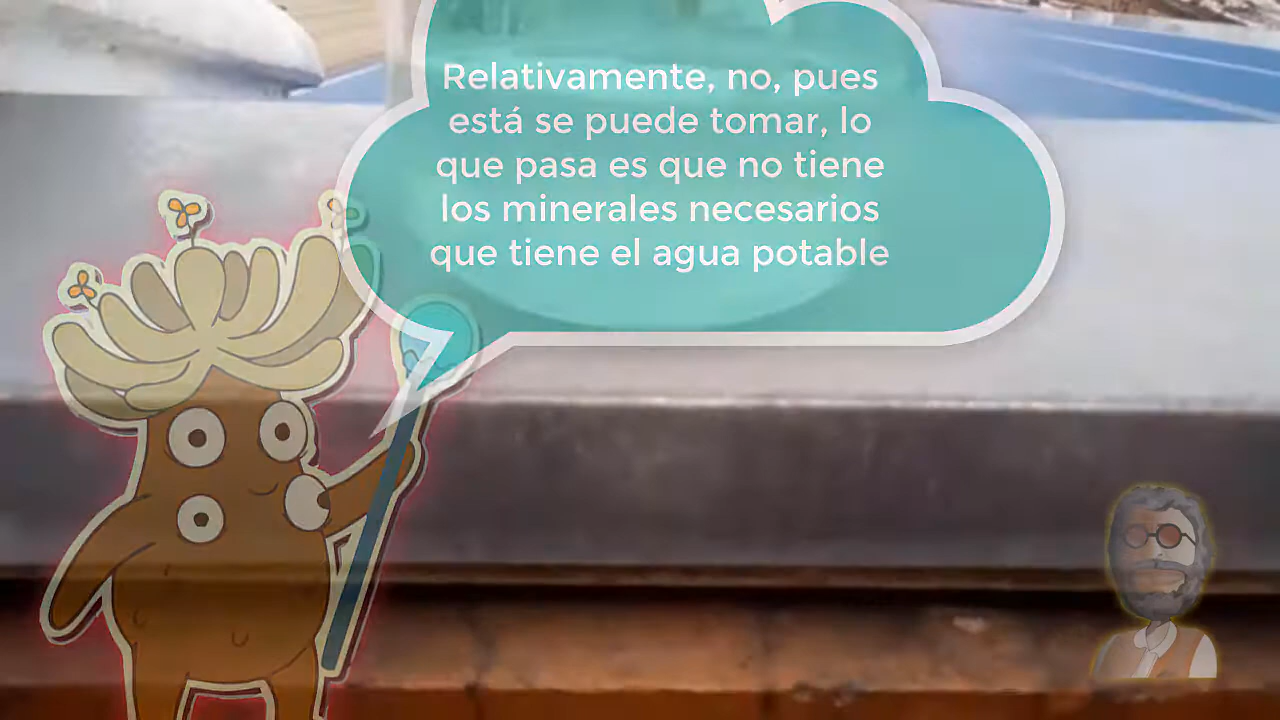 Relativamente, no, pues
está se puede tomar, lo
que pasa es que no tiene
los minerales necesarios
que tiene el agua potable